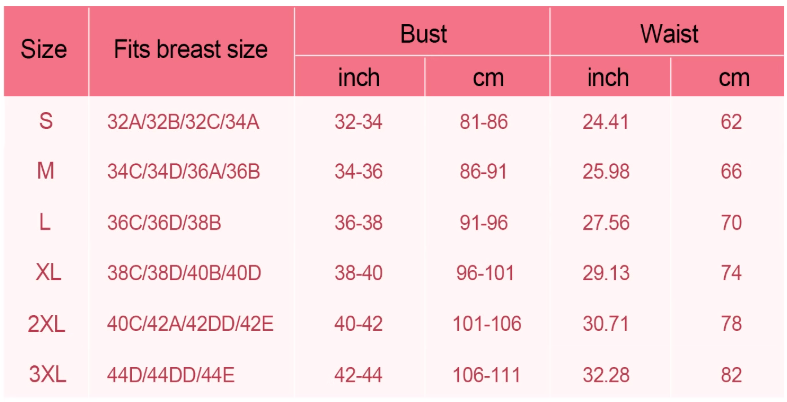 Size Fits breast size Bust Waist
inch cm inch cm
S 32A/32B/32C/34A 32-34 81-86 24.41 62
M 34C/34D/36A/36B 34-36 86-91 25.98 66
L 36C/36D/38B 36-38 91-96 27.56 70
XL 38C/38D/40B/40D 38-40 96-101 29.13 74
2XL 40C/42A/42DD/42E 40-42 101-106 30.71 78
3XL 44D/44DD/44E 42-44 106-111 32.28 82